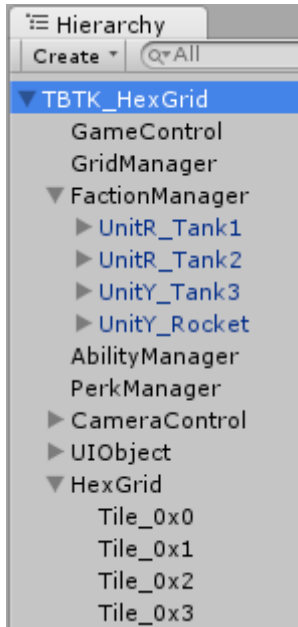 Hierarchy
Create All
TBTK_HexGrid
GameControl
GridManager
FactionManager
UnitR_Tank1
UnitR_Tank2
UnitY_Tank3
UnitY_Rocket
AbilityManager
PerkManager
CameraControl
UIObject
HexGrid
Tile_0x0
Tile_0x1
Tile_0x2
Tile_0x3